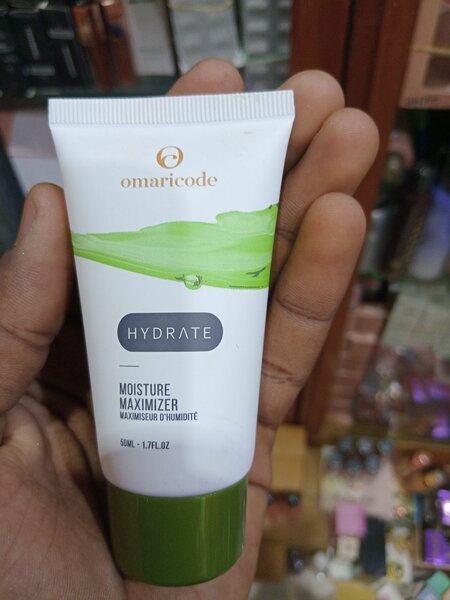 omaricode
HYDRATE
MOISTURE
MAXIMIZER
MAXIMISEUR D'HUMIDITÉ
50ML - 1.7FL.OZ